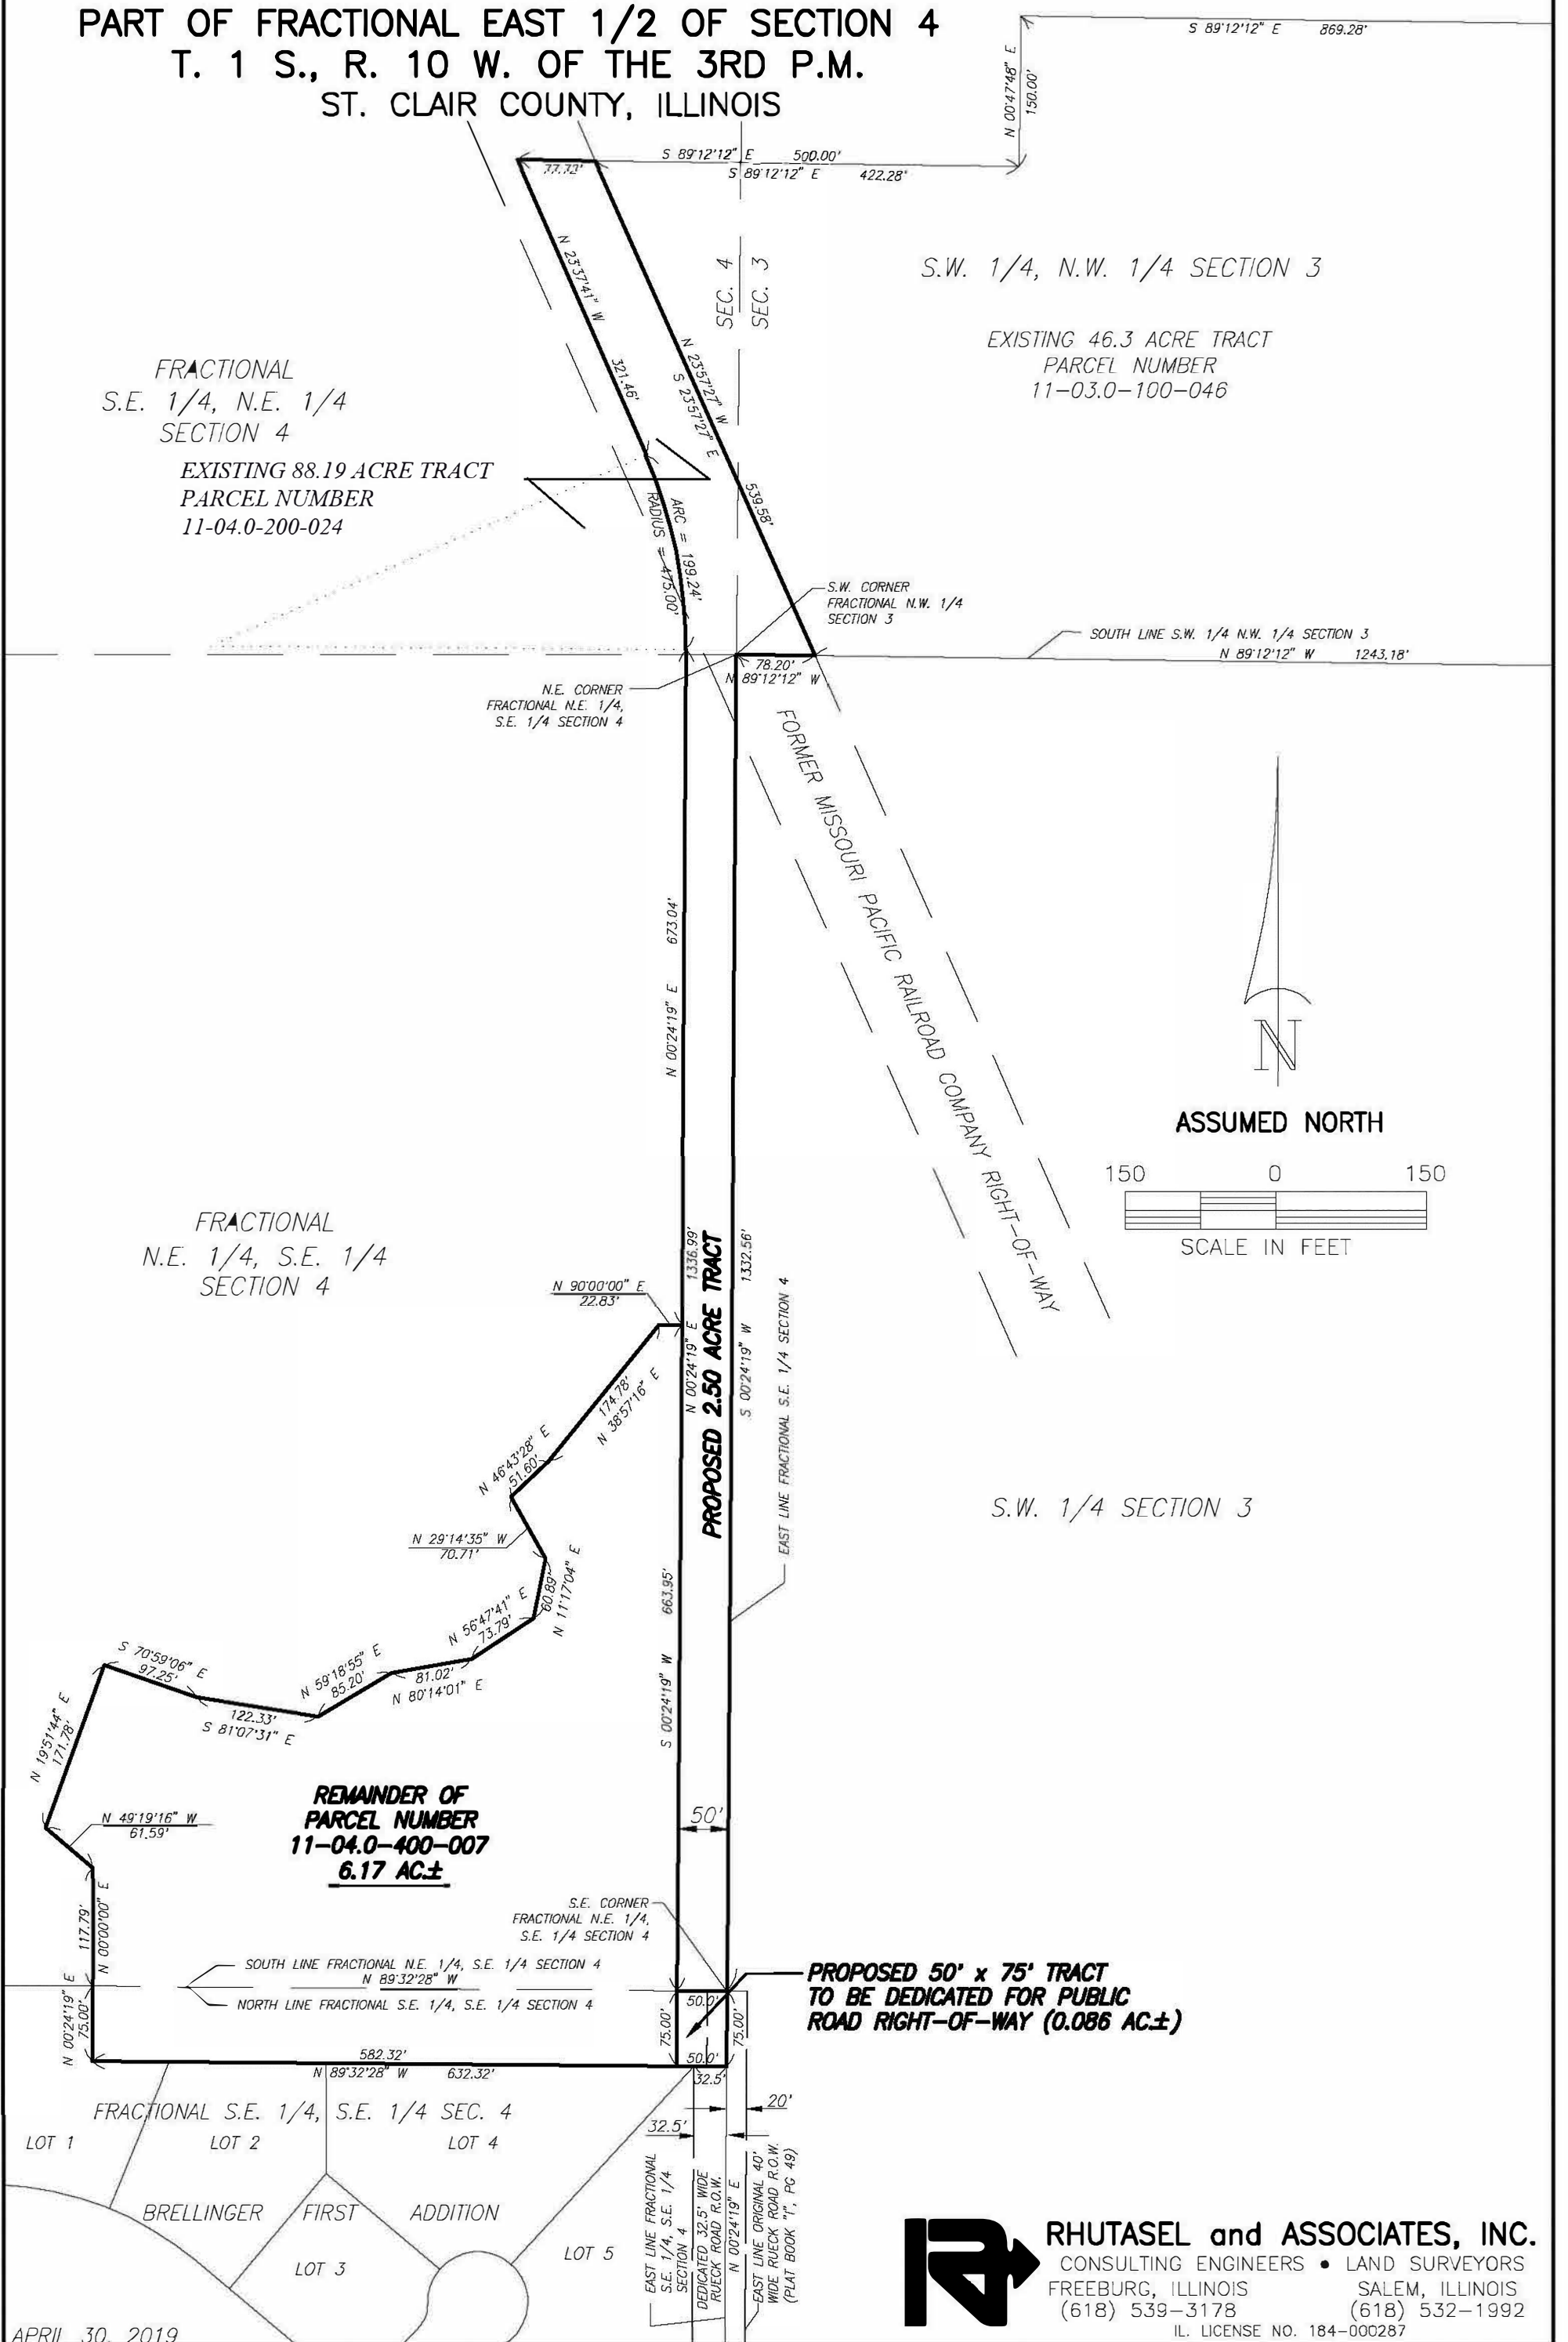 PART OF FRACTIONAL EAST 1/2 OF SECTION 4
T. 1 S., R. 10 W. OF THE 3RD P.M.
ST. CLAIR COUNTY, ILLINOIS
S 89°12'12" E 869.28'
N 00°47'48" E
150.00'
77.72'
S 89°12'12" E 500.00'
S 89°12'12" E 422.28'
N 23°37'41" W 321.46'
SEC. 4
SEC. 3
S.W. 1/4, N.W. 1/4 SECTION 3
EXISTING 46.3 ACRE TRACT
PARCEL NUMBER
11-03.0-100-046
N 23°57'27" W
S 23°57'27" E
539.58'
FRACTIONAL
S.E. 1/4, N.E. 1/4
SECTION 4
EXISTING 88.19 ACRE TRACT
PARCEL NUMBER
11-04.0-200-024
ARC = 199.24'
RADIUS = 475.00'
S.W. CORNER
FRACTIONAL N.W. 1/4
SECTION 3
SOUTH LINE S.W. 1/4 N.W. 1/4 SECTION 3
N 89°12'12" W 1243.18'
78.20'
N 89°12'12" W
N.E. CORNER
FRACTIONAL N.E. 1/4,
S.E. 1/4 SECTION 4
FORMER MISSOURI PACIFIC RAILROAD COMPANY RIGHT-OF-WAY
N 00°24'19" E 673.04'
N
ASSUMED NORTH
150 0 150
SCALE IN FEET
FRACTIONAL
N.E. 1/4, S.E. 1/4
SECTION 4
N 00°24'19" E 1336.99'
PROPOSED 2.50 ACRE TRACT
S 00°24'19" W 1332.56'
EAST LINE FRACTIONAL S.E. 1/4 SECTION 4
N 90°00'00" E
22.83'
174.78'
N 38°57'16" E
N 46°43'28" E
51.60'
N 29°14'35" W
70.71'
60.89'
N 11°17'04" E
N 56°47'41" E
73.79'
81.02'
N 80°14'01" E
N 59°18'55" E
85.20'
122.33'
S 81°07'31" E
S 70°59'06" E
97.25'
N 19°51'44" E
171.78'
S 00°24'19" W 663.95'
S.W. 1/4 SECTION 3
REMAINDER OF
PARCEL NUMBER
11-04.0-400-007
6.17 AC.±
50'
N 49°19'16" W
61.59'
117.79'
N 00°00'00" E
S.E. CORNER
FRACTIONAL N.E. 1/4,
S.E. 1/4 SECTION 4
SOUTH LINE FRACTIONAL N.E. 1/4, S.E. 1/4 SECTION 4
N 89°32'28" W
NORTH LINE FRACTIONAL S.E. 1/4, S.E. 1/4 SECTION 4
N 00°24'19" E
75.00'
PROPOSED 50' x 75' TRACT
TO BE DEDICATED FOR PUBLIC
ROAD RIGHT-OF-WAY (0.086 AC.±)
50.0'
75.00'
75.00'
50.0'
32.5'
582.32'
N 89°32'28" W 632.32'
20'
32.5'
FRACTIONAL S.E. 1/4, S.E. 1/4 SEC. 4
LOT 1
LOT 2
LOT 4
BRELLINGER FIRST ADDITION
LOT 3
LOT 5
EAST LINE FRACTIONAL
S.E. 1/4, S.E. 1/4
SECTION 4
DEDICATED 32.5' WIDE
RUECK ROAD R.O.W.
N 00°24'19" E
EAST LINE ORIGINAL 40'
WIDE RUECK ROAD R.O.W.
(PLAT BOOK "I", PG 49)
RHUTASEL and ASSOCIATES, INC.
CONSULTING ENGINEERS • LAND SURVEYORS
FREEBURG, ILLINOIS SALEM, ILLINOIS
(618) 539-3178 (618) 532-1992
IL. LICENSE NO. 184-000287
APRIL 30, 2019